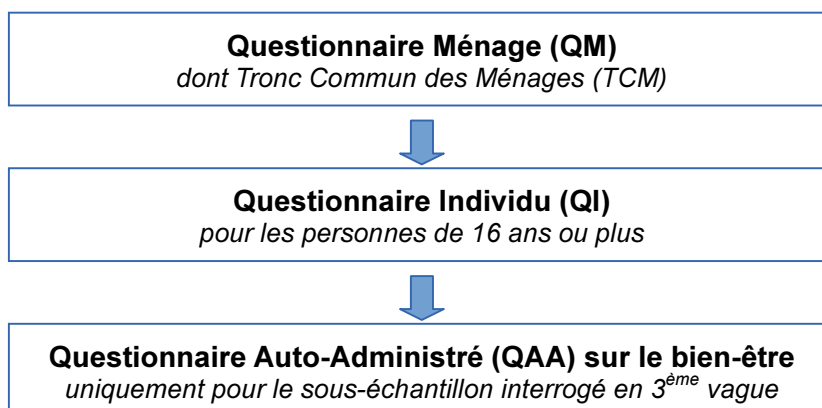 Questionnaire Ménage (QM)
dont Tronc Commun des Ménages (TCM)
Questionnaire Individu (QI)
pour les personnes de 16 ans ou plus
Questionnaire Auto-Administré (QAA) sur le bien-être
uniquement pour le sous-échantillon interrogé en 3ème vague